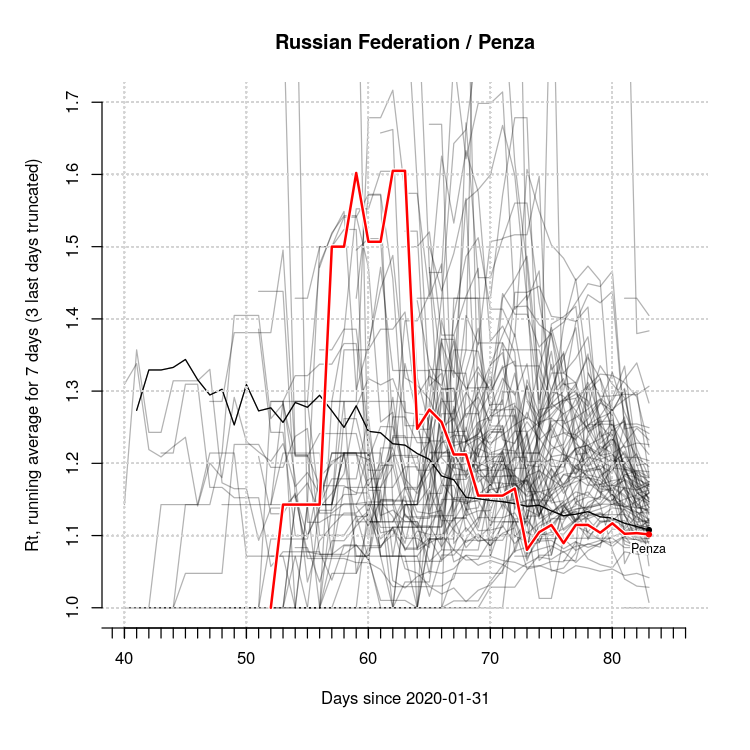 Russian Federation / Penza
Rt, running average for 7 days (3 last days truncated)
1.7
1.6
1.5
1.4
1.3
1.2
1.1
1.0
Penza
40 50 60 70 80
Days since 2020-01-31